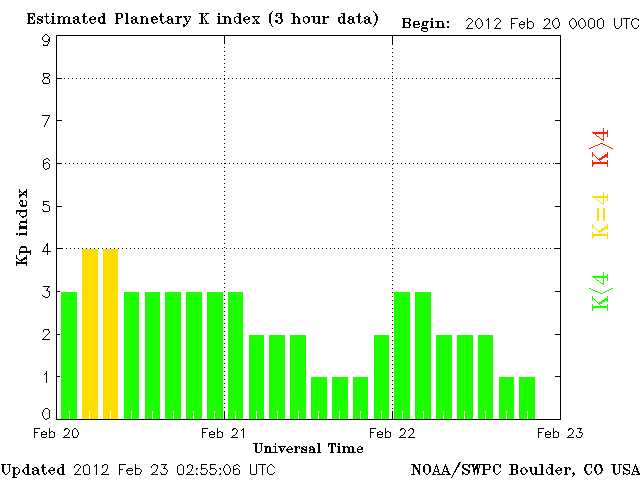 Estimated Planetary K index (3 hour data) Begin: 2012 Feb 20 0000 UTC
9
8
7
6
5
4
3
2
1
0
Kp index
K>4
K=4
K<4
Feb 20 Feb 21 Feb 22 Feb 23
Universal Time
Updated 2012 Feb 23 02:55:06 UTC NOAA/SWPC Boulder, CO USA